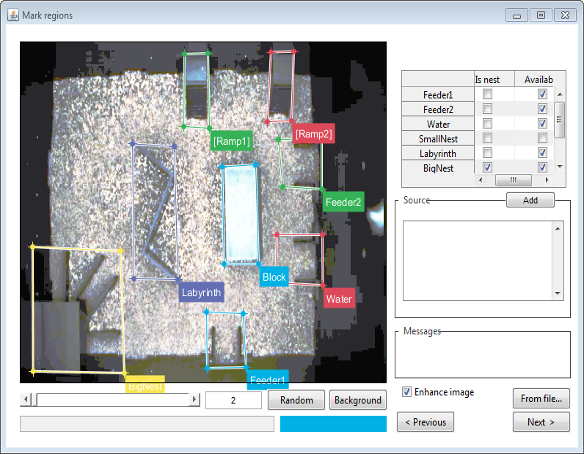 Mark regions
Is nest Availab
Feeder1
Feeder2
Water
SmallNest
Labyrinth
BigNest
[Ramp1]
[Ramp2]
Feeder2
Source
Add
Block
Labyrinth
Water
Messages
BigNest
Feeder1
Enhance image
2
Random
Background
From file...
< Previous
Next >